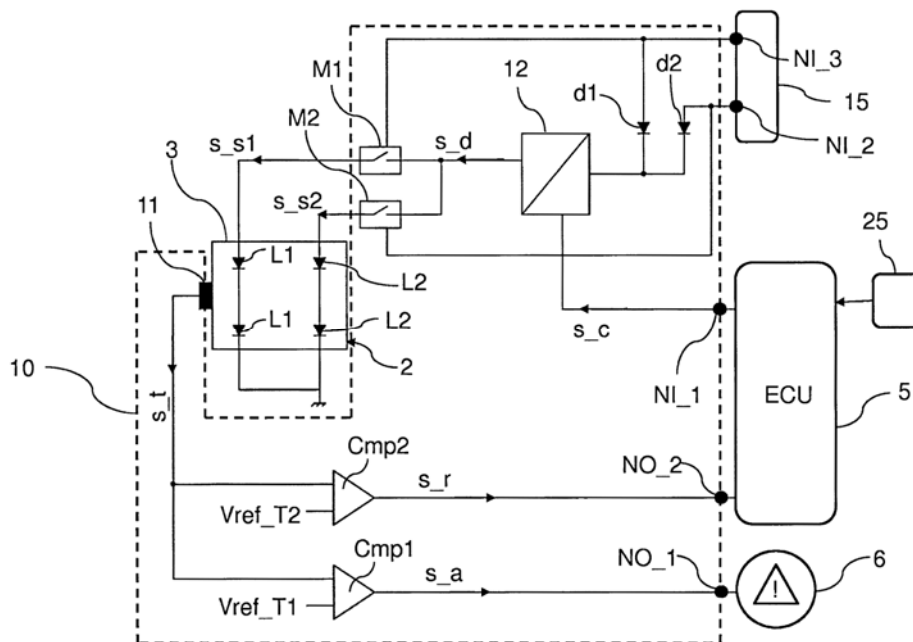 NI_3
M1
12
d1
d2
15
M2
NI_2
s_s1
s_d
3
s_s2
11
25
L1
L2
L1
L2
s_c
2
NI_1
10
ECU
5
s_t
Cmp2
NO_2
s_r
Vref_T2
Cmp1
NO_1
6
s_a
!
Vref_T1